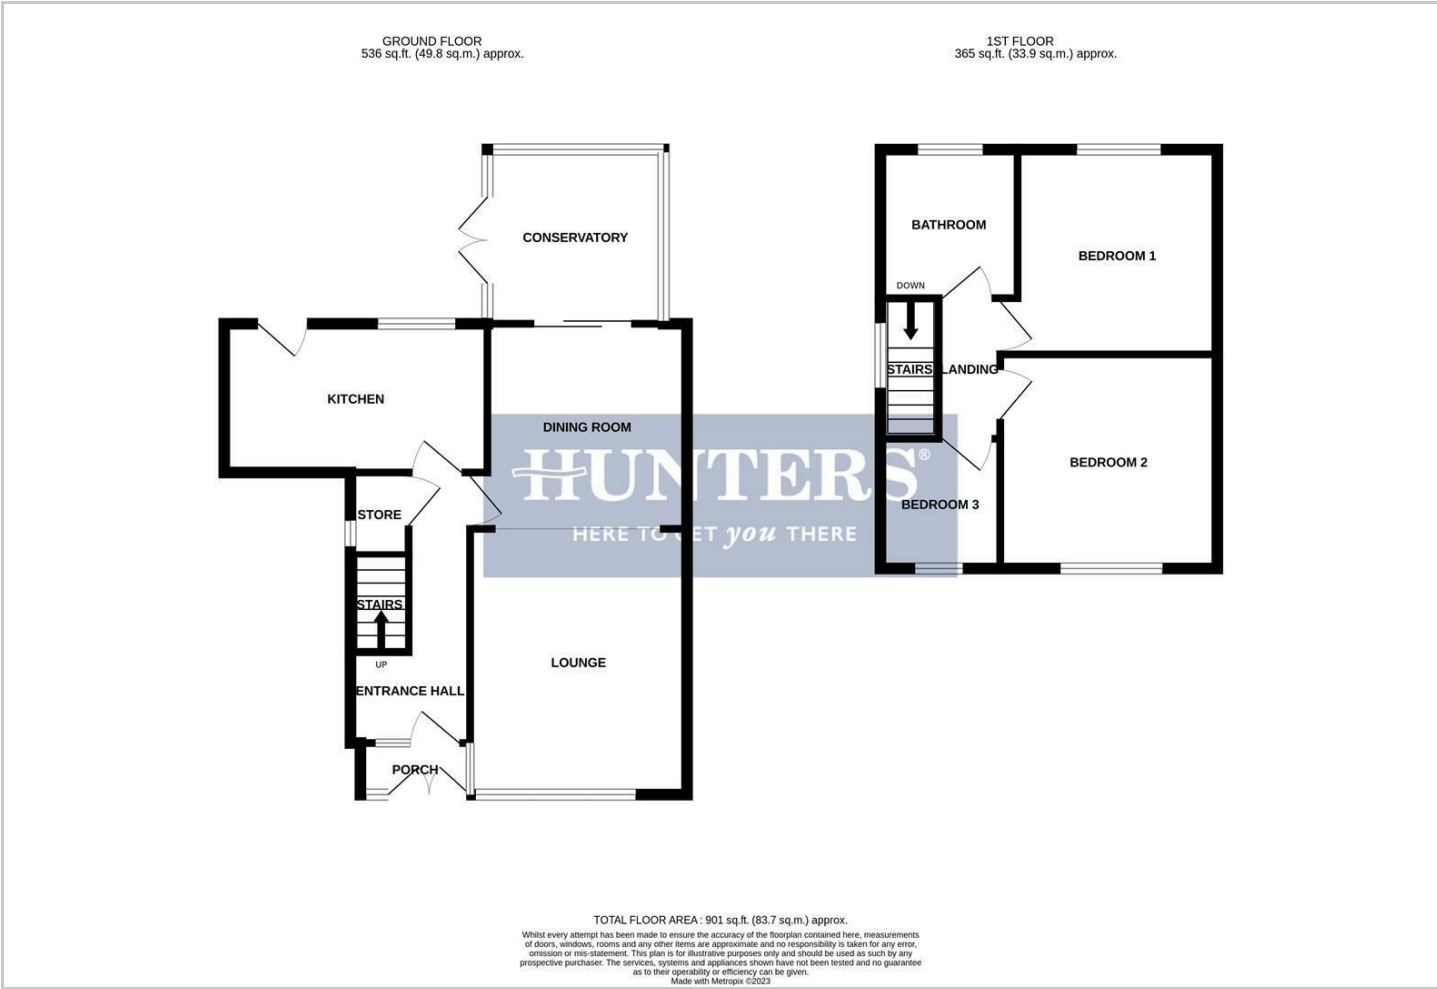 GROUND FLOOR
536 sq.ft. (49.8 sq.m.) approx.
1ST FLOOR
365 sq.ft. (33.9 sq.m.) approx.
CONSERVATORY
KITCHEN
DINING ROOM
STORE
STAIRS
UP
ENTRANCE HALL
LOUNGE
PORCH
BATHROOM
BEDROOM 1
DOWN
STAIRS
LANDING
BEDROOM 2
BEDROOM 3
HUNTERS®
HERE TO GET you THERE
TOTAL FLOOR AREA : 901 sq.ft. (83.7 sq.m.) approx.
Whilst every attempt has been made to ensure the accuracy of the floorplan contained here, measurements
of doors, windows, rooms and any other items are approximate and no responsibility is taken for any error,
omission or mis-statement. This plan is for illustrative purposes only and should be used as such by any
prospective purchaser. The services, systems and appliances shown have not been tested and no guarantee
as to their operability or efficiency can be given.
Made with Metropix ©2023